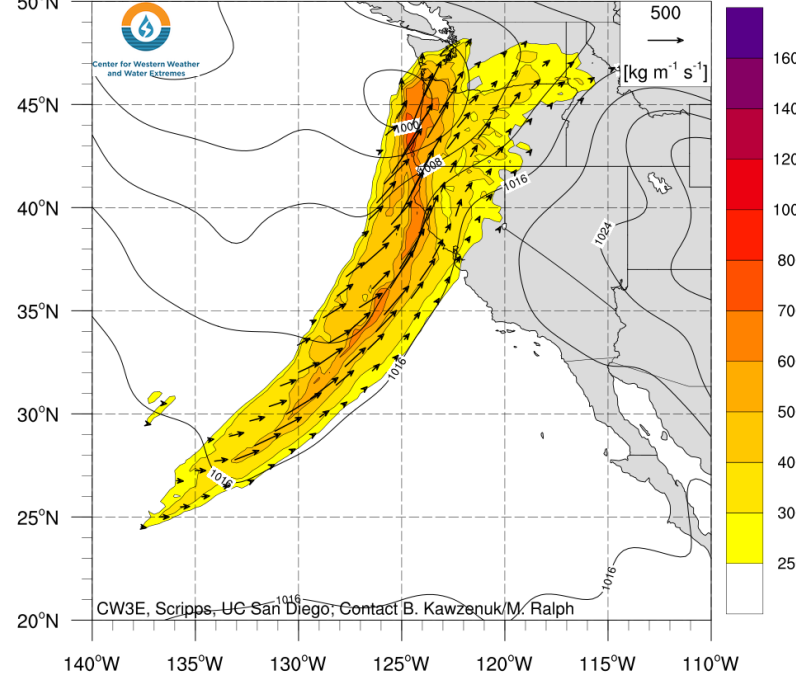 50°N
500
[kg m⁻¹ s⁻¹]
Center for Western Weather
and Water Extremes
45°N
1000
1008
1016
40°N
1024
35°N
1016
30°N
1016
25°N
1016
1016
CW3E, Scripps, UC San Diego; Contact B. Kawzenuk/M. Ralph
20°N
140°W 135°W 130°W 125°W 120°W 115°W 110°W
160
140
120
100
80
70
60
50
40
30
25